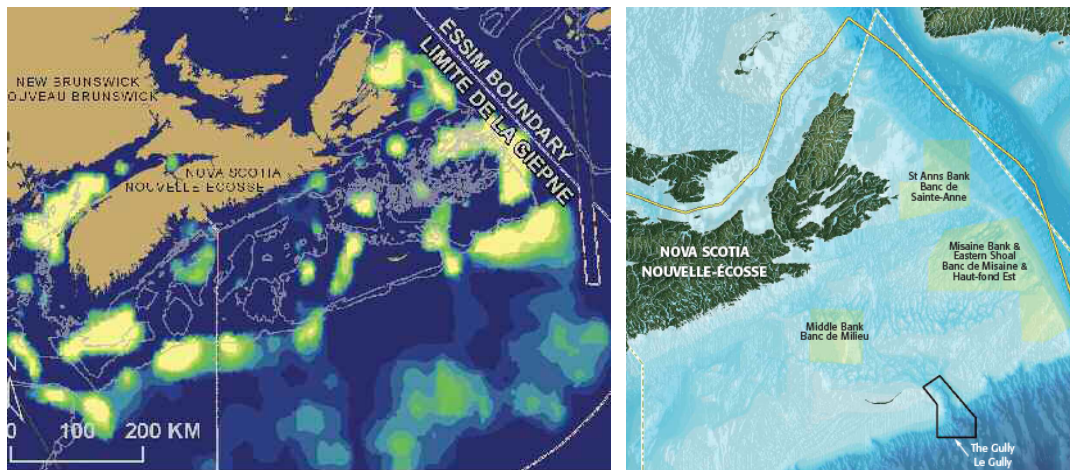 NEW BRUNSWICK
OUVEAU BRUNSWICK
NOVA SCOTIA
NOUVELLE-ECOSSE
ESSIM BOUNDARY
LIMITE DE LA GIEPNE
0 100 200 KM
NOVA SCOTIA
NOUVELLE-ÉCOSSE
St Anns Bank
Banc de
Sainte-Anne
Misaine Bank &
Eastern Shoal
Banc de Misaine &
Haut-fond Est
Middle Bank
Banc de Milieu
The Gully
Le Gully